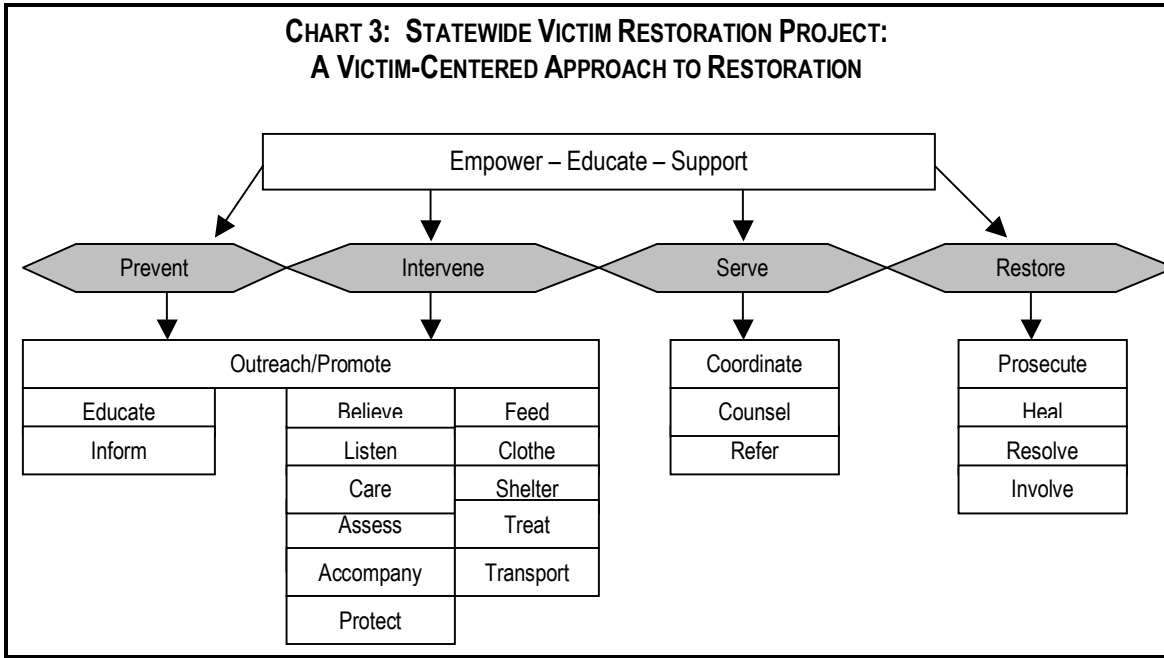 CHART 3: STATEWIDE VICTIM RESTORATION PROJECT:
A VICTIM-CENTERED APPROACH TO RESTORATION
Empower – Educate – Support
Prevent
Intervene
Serve
Restore
Outreach/Promote
Educate
Inform
Believe
Listen
Care
Assess
Accompany
Protect
Feed
Clothe
Shelter
Treat
Transport
Coordinate
Counsel
Refer
Prosecute
Heal
Resolve
Involve